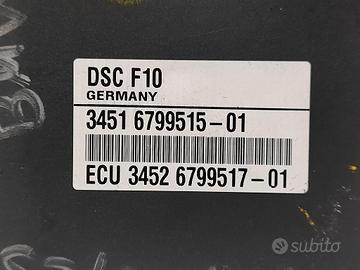 DSC F10
GERMANY
3451 6799515-01
ECU 3452 6799517-01
subito